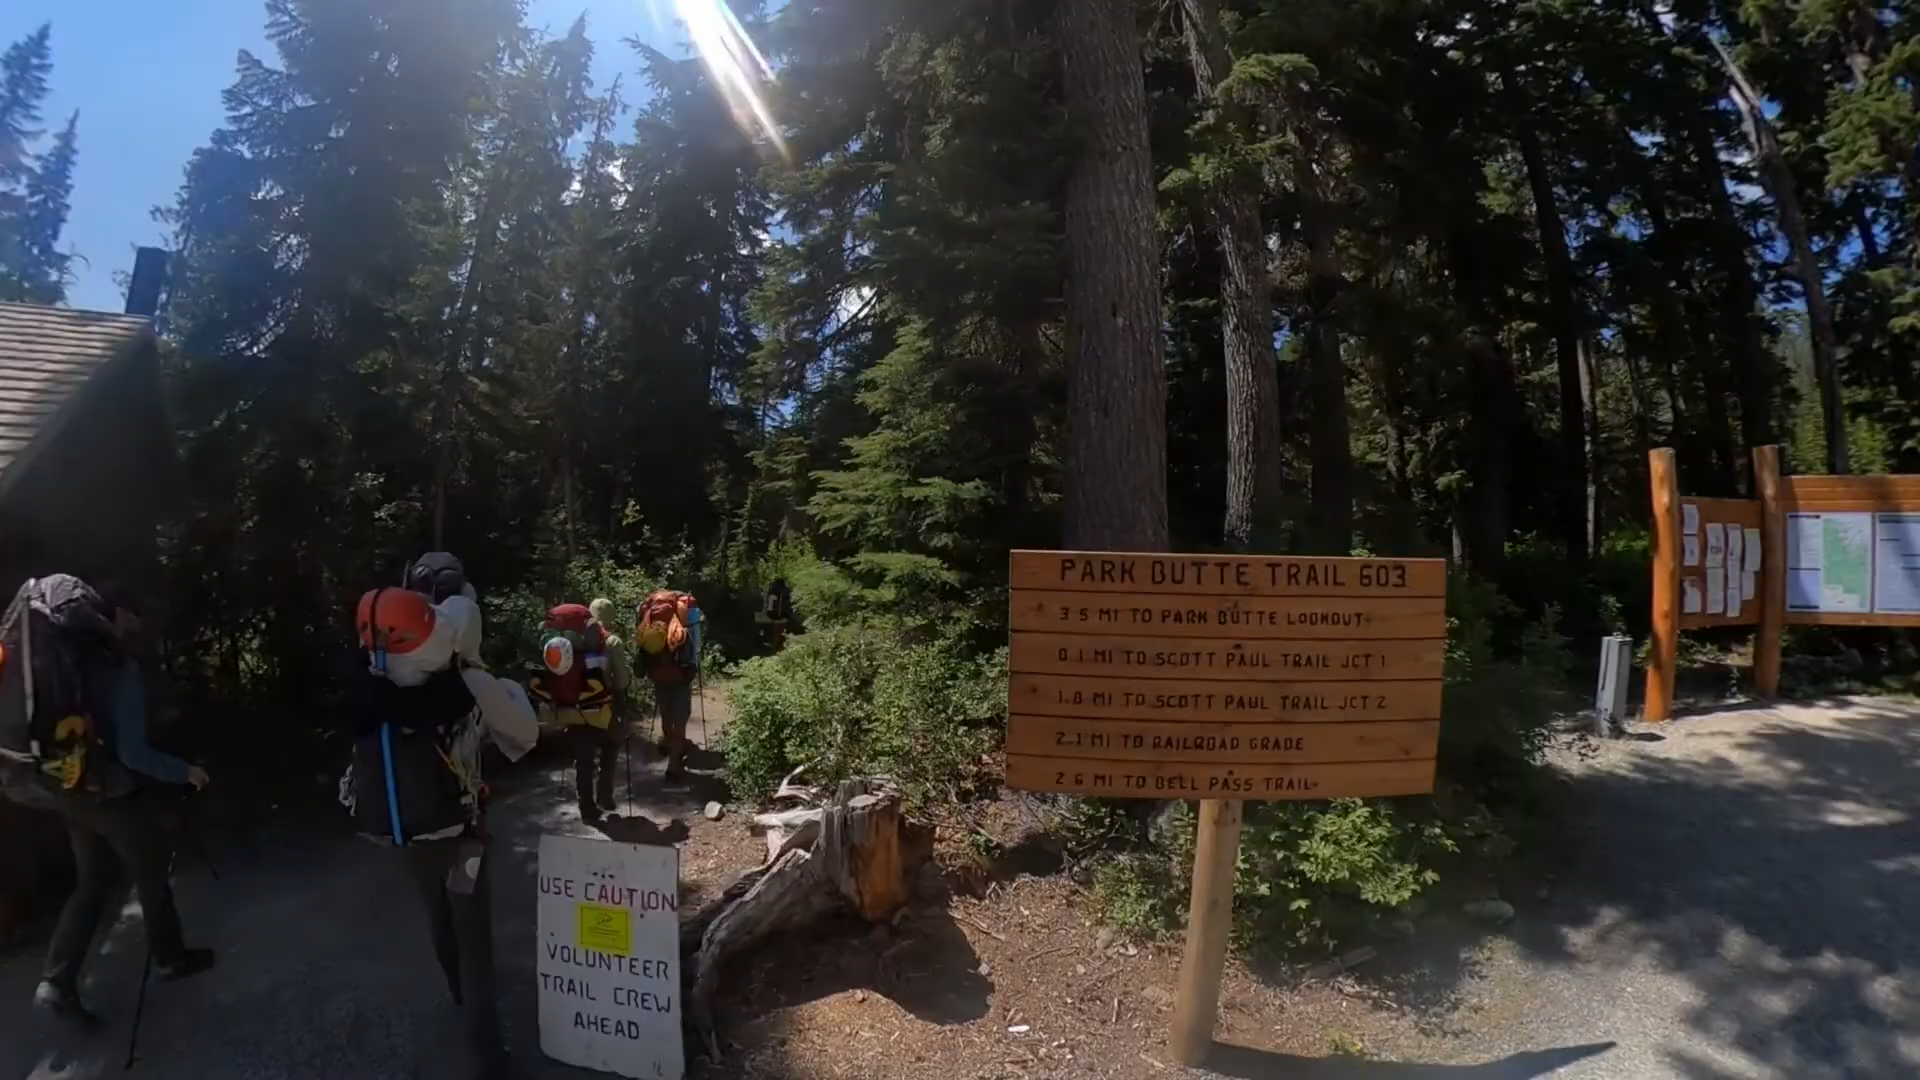 PARK BUTTE TRAIL 603
3.5 MI TO PARK BUTTE LOOKOUT
0.1 MI TO SCOTT PAUL TRAIL JCT 1
1.8 MI TO SCOTT PAUL TRAIL JCT 2
2.1 MI TO RAILROAD GRADE
2.6 MI TO BELL PASS TRAIL
USE CAUTION
VOLUNTEER
TRAIL CREW
AHEAD